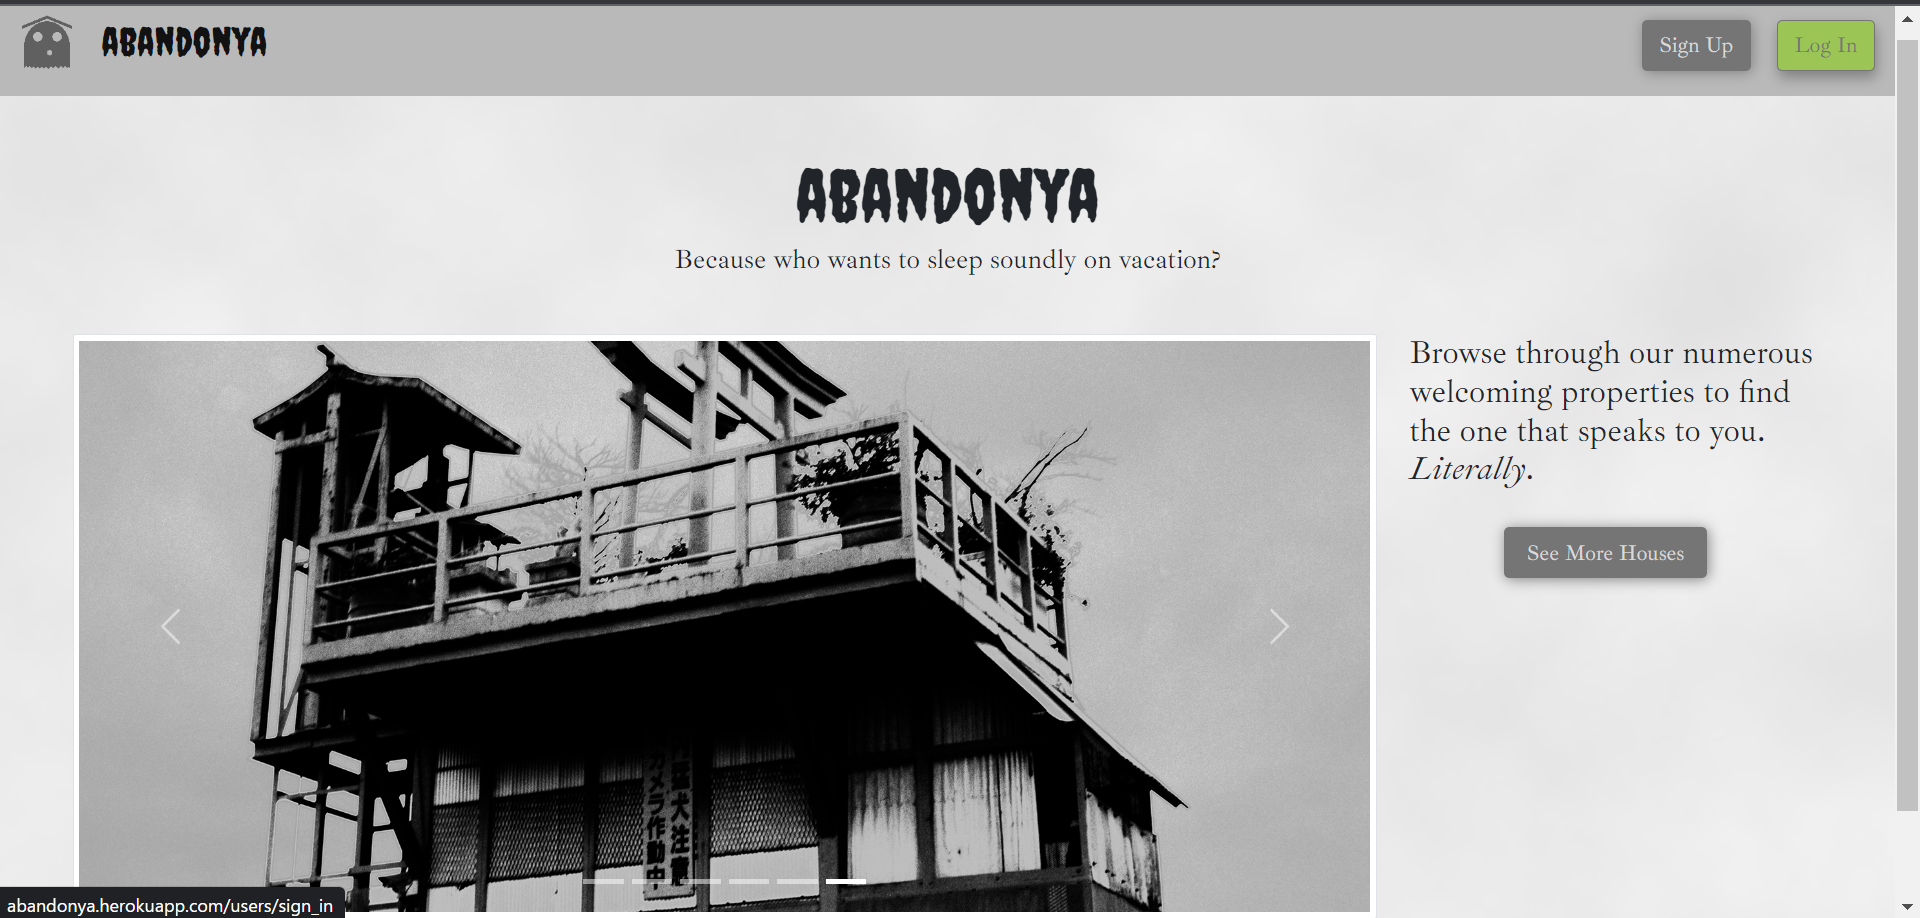 ABANDONYA
Sign Up
Log In
ABANDONYA
Because who wants to sleep soundly on vacation?
Browse through our numerous
welcoming properties to find
the one that speaks to you.
Literally.
See More Houses
猛犬注意
カメラ作動中
abandonya.herokuapp.com/users/sign_in